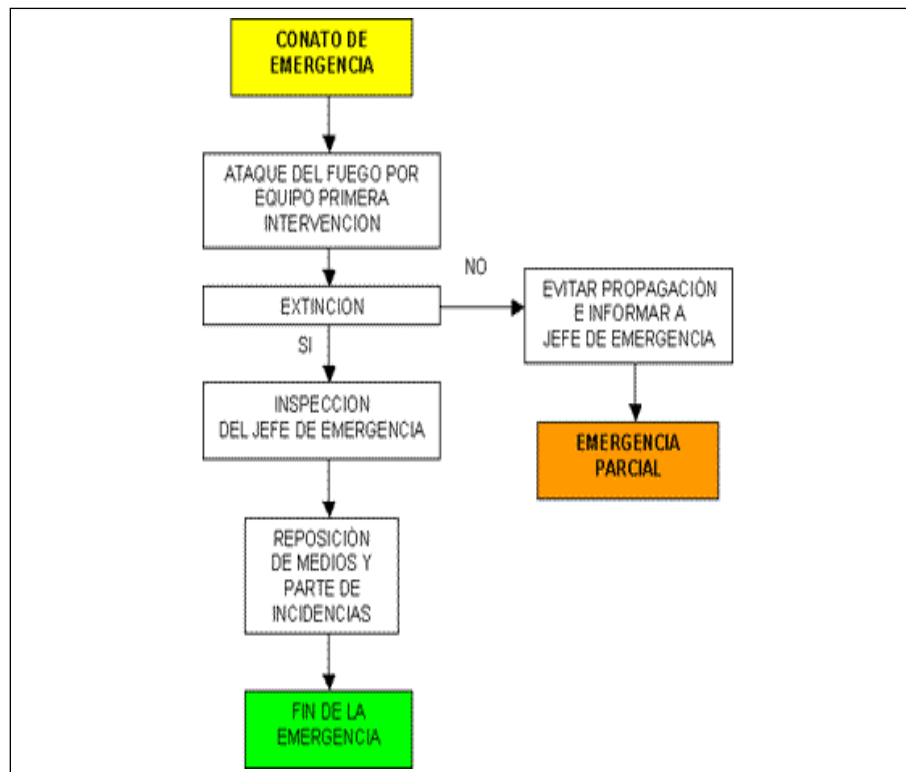 CONATO DE
EMERGENCIA
ATAQUE DEL FUEGO POR
EQUIPO PRIMERA
INTERVENCION
NO
EVITAR PROPAGACIÓN
E INFORMAR A
JEFE DE EMERGENCIA
EXTINCION
SI
INSPECCION
DEL JEFE DE EMERGENCIA
EMERGENCIA
PARCIAL
REPOSICIÓN
DE MEDIOS Y
PARTE DE
INCIDENCIAS
FIN DE LA
EMERGENCIA